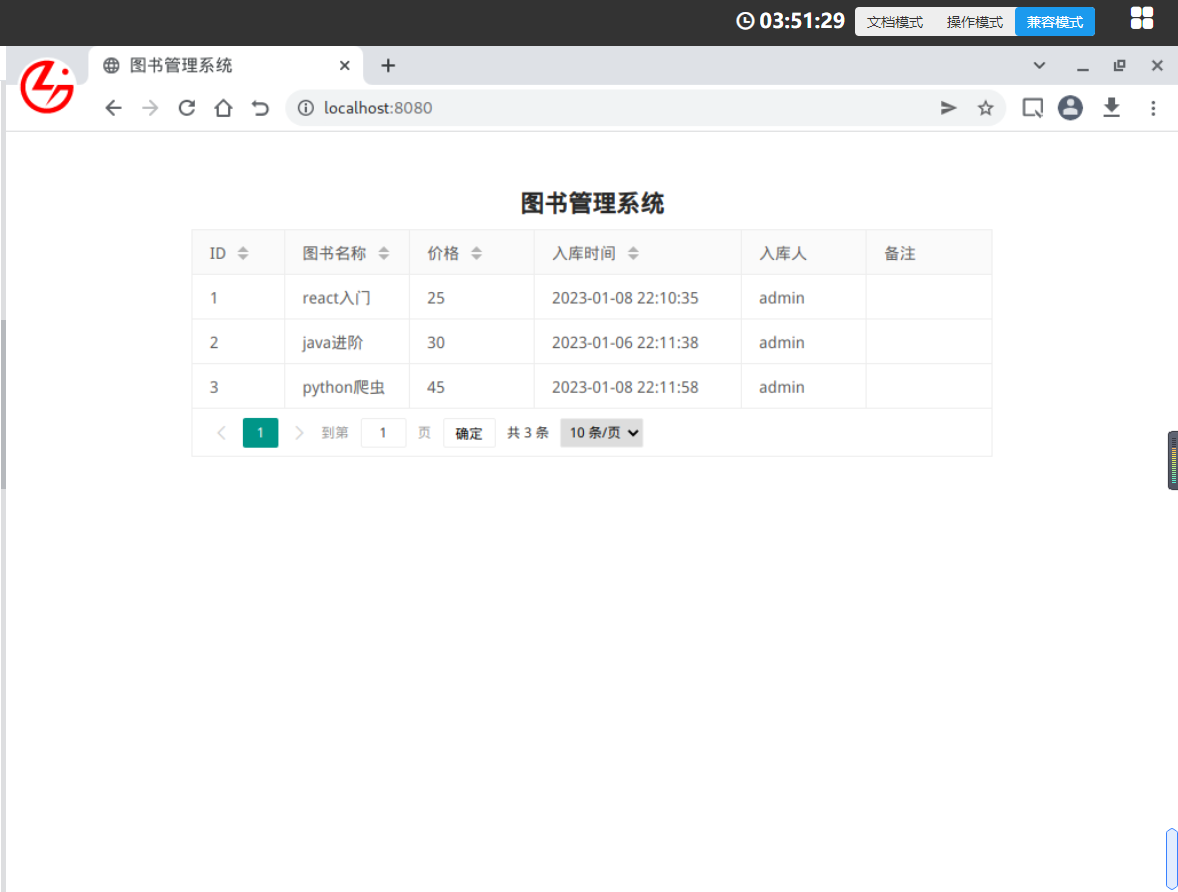 03:51:29 文档模式 操作模式 兼容模式
图书管理系统
localhost:8080
图书管理系统
ID 图书名称 价格 入库时间 入库人 备注
1 react入门 25 2023-01-08 22:10:35 admin
2 java进阶 30 2023-01-06 22:11:38 admin
3 python爬虫 45 2023-01-08 22:11:58 admin
1 到第 1 页 确定 共 3 条 10 条/页